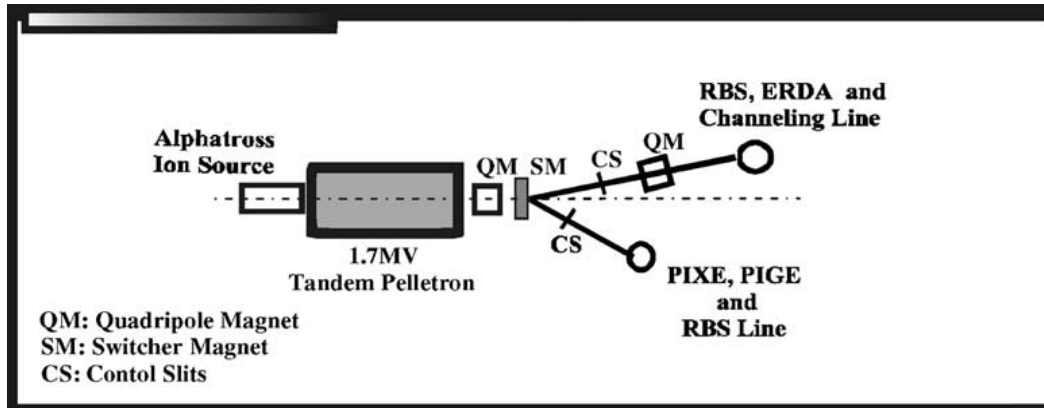 RBS, ERDA and
Channeling Line
Alphatross
Ion Source
QM
CS
QM SM
CS
1.7MV
Tandem Pelletron
PIXE, PIGE
and
RBS Line
QM: Quadripole Magnet
SM: Switcher Magnet
CS: Contol Slits